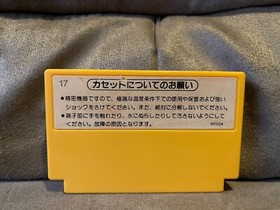 17
カセットについてのお願い
●精密機器ですので、極端な温度条件下での使用や保管および強い
ショックをさけてください。また、絶対に分解しないでください。
●端子部に手を触れたり、水にぬらしたりして汚さないようにして
ください。故障の原因となります。